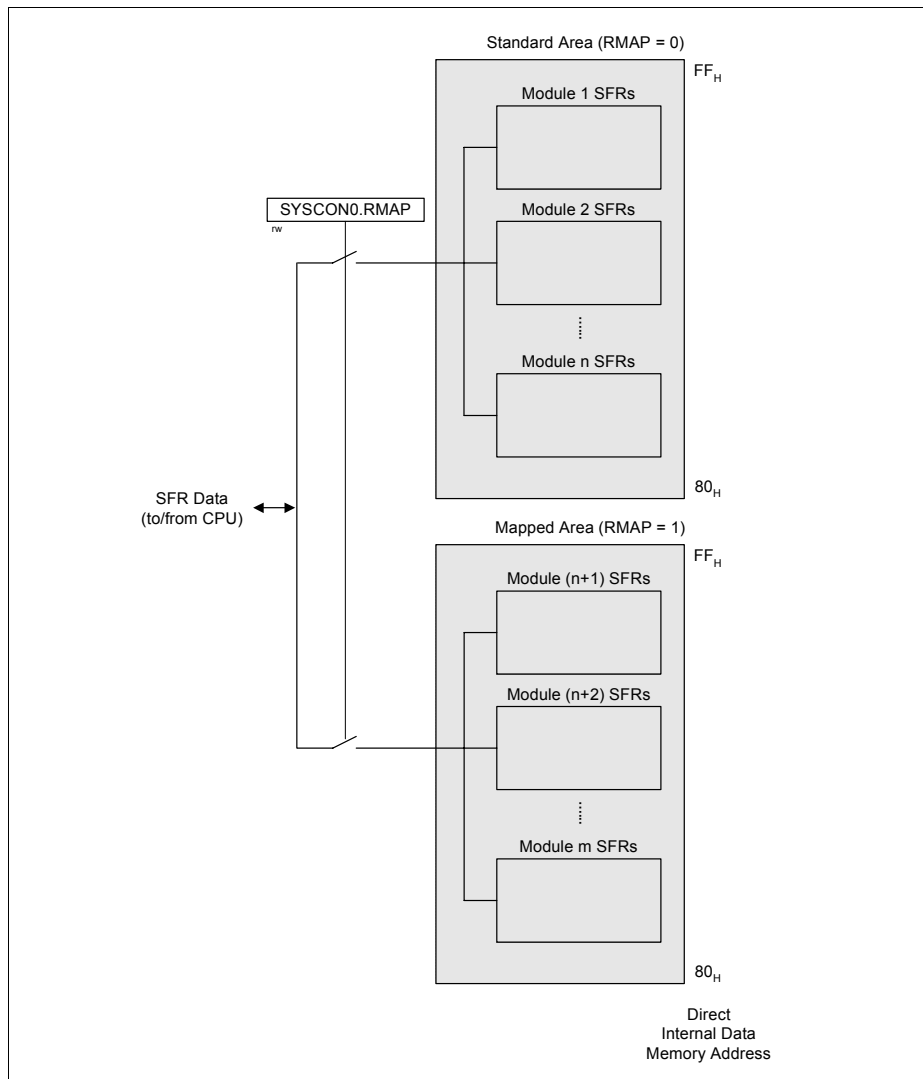 Standard Area (RMAP = 0)
FFH
Module 1 SFRs
SYSCON0.RMAP
rw
Module 2 SFRs
Module n SFRs
80H
SFR Data
(to/from CPU)
Mapped Area (RMAP = 1)
FFH
Module (n+1) SFRs
Module (n+2) SFRs
Module m SFRs
80H
Direct
Internal Data
Memory Address